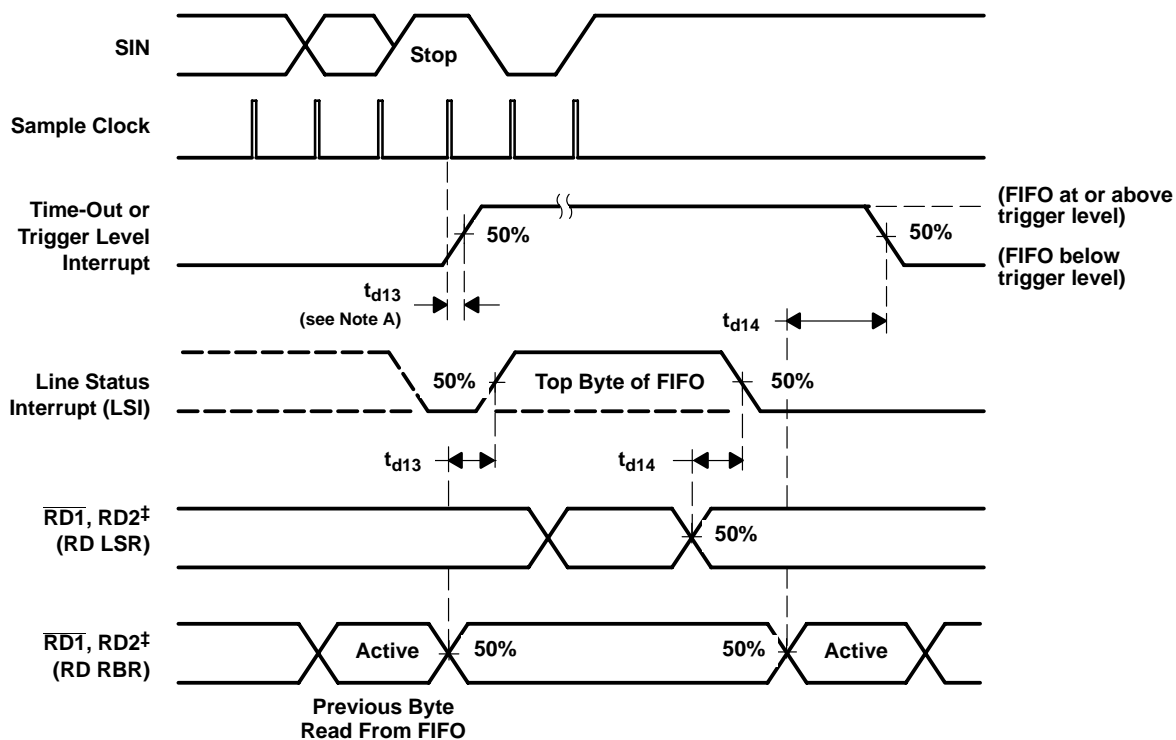 SIN
Stop
Sample Clock
Time-Out or
Trigger Level
Interrupt
50%
50%
(FIFO at or above
trigger level)
(FIFO below
trigger level)
td13
(see Note A)
td14
Line Status
Interrupt (LSI)
50%
Top Byte of FIFO
50%
td13
td14
RD1, RD2‡
(RD LSR)
50%
RD1, RD2‡
(RD RBR)
Active
50%
50%
Active
Previous Byte
Read From FIFO